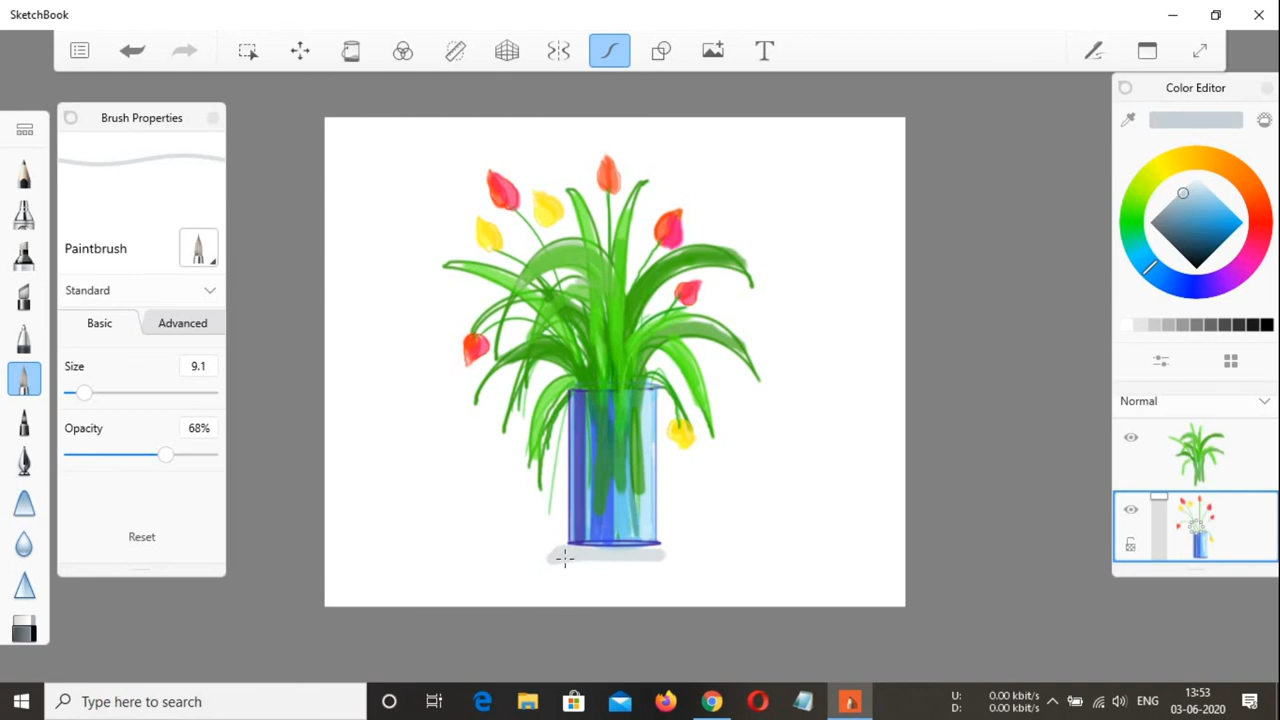 SketchBook
Brush Properties
Paintbrush
Standard
Basic
Advanced
Size
9.1
Opacity
68%
Reset
Color Editor
Normal
Type here to search
U:
0.00 kbit/s
D:
0.00 kbit/s
ENG
13:53
03-06-2020